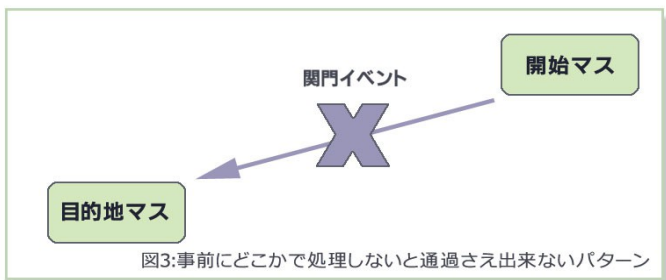 開始マス
関門イベント
目的地マス
図3:事前にどこかで処理しないと通過さえ出来ないパターン